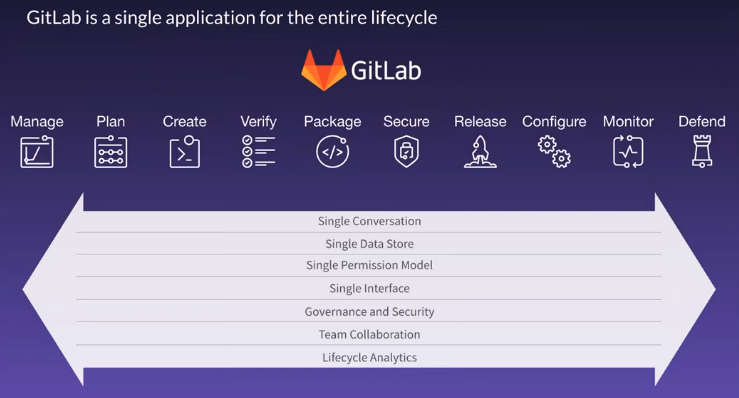 GitLab is a single application for the entire lifecycle
GitLab
Manage Plan Create Verify Package Secure Release Configure Monitor Defend
Single Conversation
Single Data Store
Single Permission Model
Single Interface
Governance and Security
Team Collaboration
Lifecycle Analytics